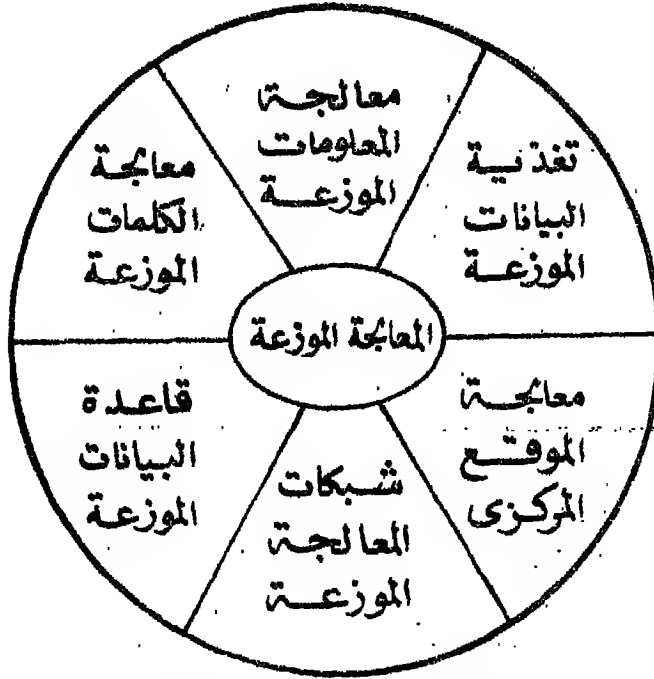 معالجة
المعلومات
الموزعة
تغذية
البيانات
الموزعة
معالجة
الموقع
المركزى
شبكات
المعالجة
الموزعة
قاعدة
البيانات
الموزعة
معالجة
الكلمات
الموزعة
المعالجة الموزعة